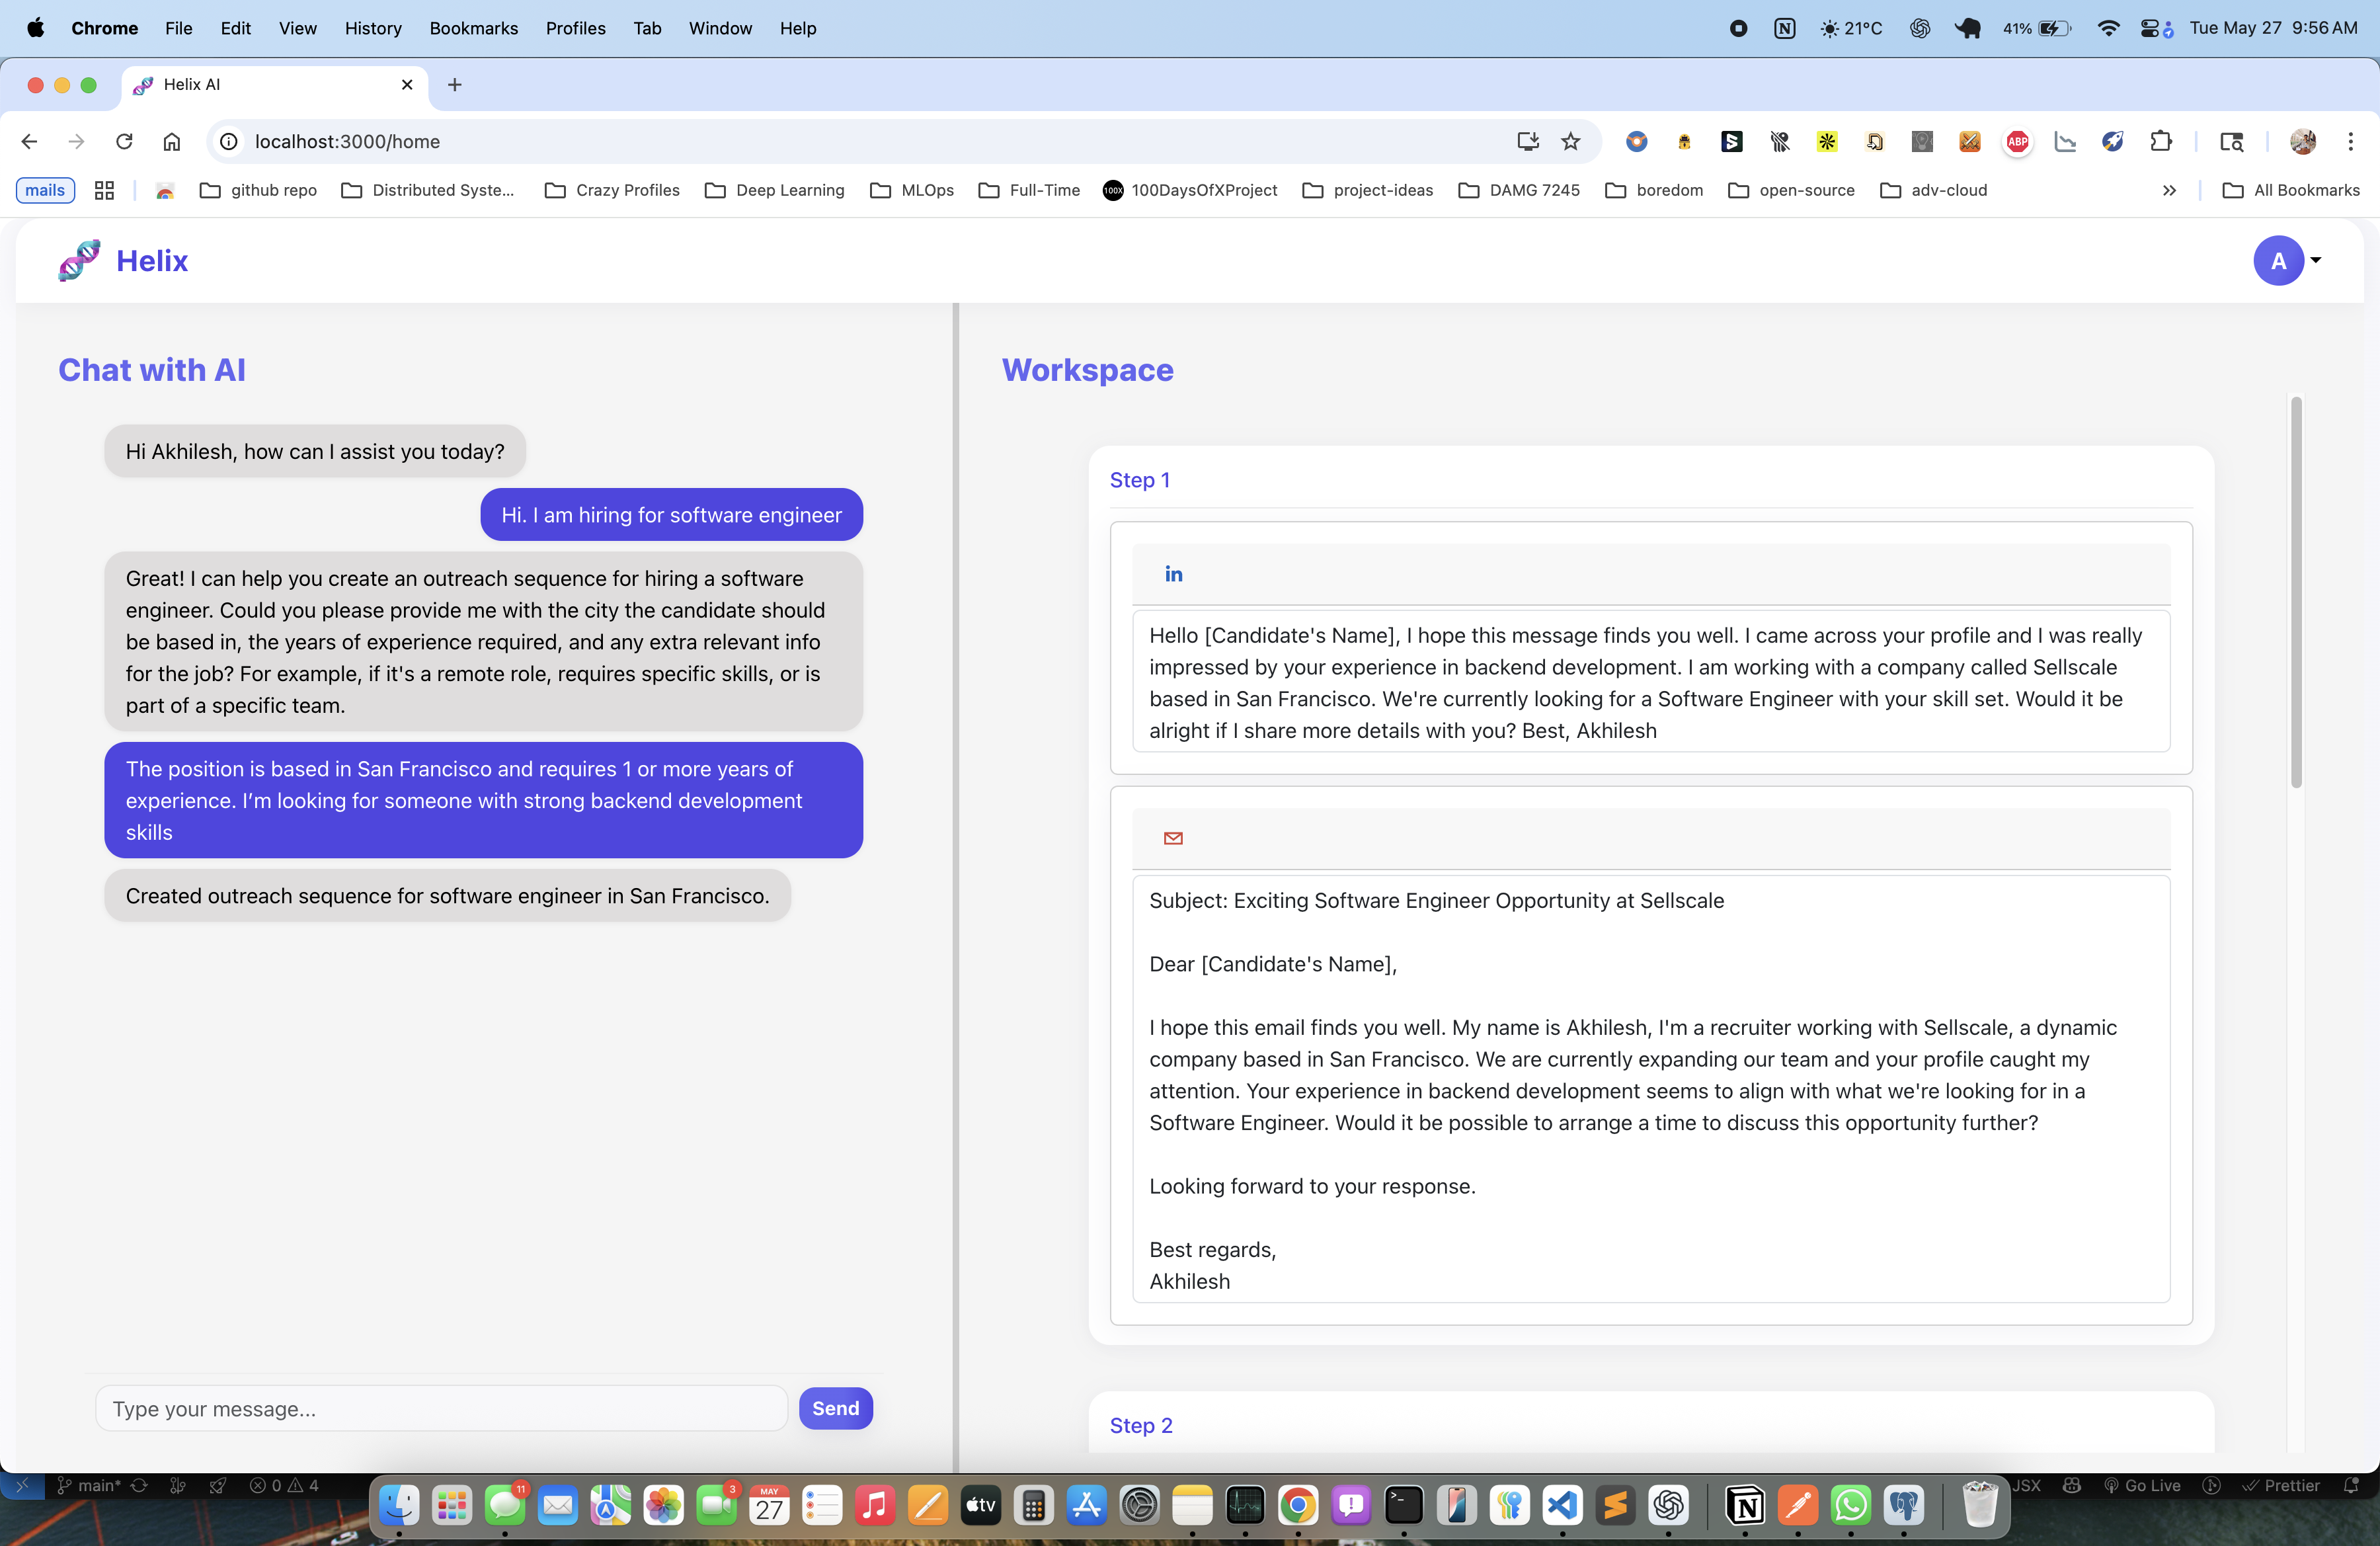 Chrome File Edit View History Bookmarks Profiles Tab Window Help 21°C 41% Tue May 27 9:56 AM
Helix AI
localhost:3000/home
ABP
mails github repo Distributed Syste... Crazy Profiles Deep Learning MLOps Full-Time 100X 100DaysOfXProject project-ideas DAMG 7245 boredom open-source adv-cloud All Bookmarks
Helix
A
Chat with AI
Hi Akhilesh, how can I assist you today?
Hi. I am hiring for software engineer
Great! I can help you create an outreach sequence for hiring a software
engineer. Could you please provide me with the city the candidate should
be based in, the years of experience required, and any extra relevant info
for the job? For example, if it's a remote role, requires specific skills, or is
part of a specific team.
The position is based in San Francisco and requires 1 or more years of
experience. I’m looking for someone with strong backend development
skills
Created outreach sequence for software engineer in San Francisco.
Type your message...
Send
Workspace
Step 1
in
Hello [Candidate's Name], I hope this message finds you well. I came across your profile and I was really
impressed by your experience in backend development. I am working with a company called Sellscale
based in San Francisco. We're currently looking for a Software Engineer with your skill set. Would it be
alright if I share more details with you? Best, Akhilesh
Subject: Exciting Software Engineer Opportunity at Sellscale
Dear [Candidate's Name],
I hope this email finds you well. My name is Akhilesh, I'm a recruiter working with Sellscale, a dynamic
company based in San Francisco. We are currently expanding our team and your profile caught my
attention. Your experience in backend development seems to align with what we're looking for in a
Software Engineer. Would it be possible to arrange a time to discuss this opportunity further?
Looking forward to your response.
Best regards,
Akhilesh
Step 2
main* 0 4
11
3
MAY
27
tv
JSX Go Live Prettier